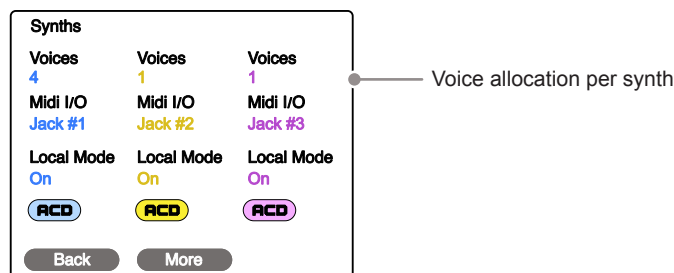 Synths
Voices Voices Voices
4 1 1
Voice allocation per synth
Midi I/O Midi I/O Midi I/O
Jack #1 Jack #2 Jack #3
Local Mode Local Mode Local Mode
On On On
ACD ACD ACD
Back More